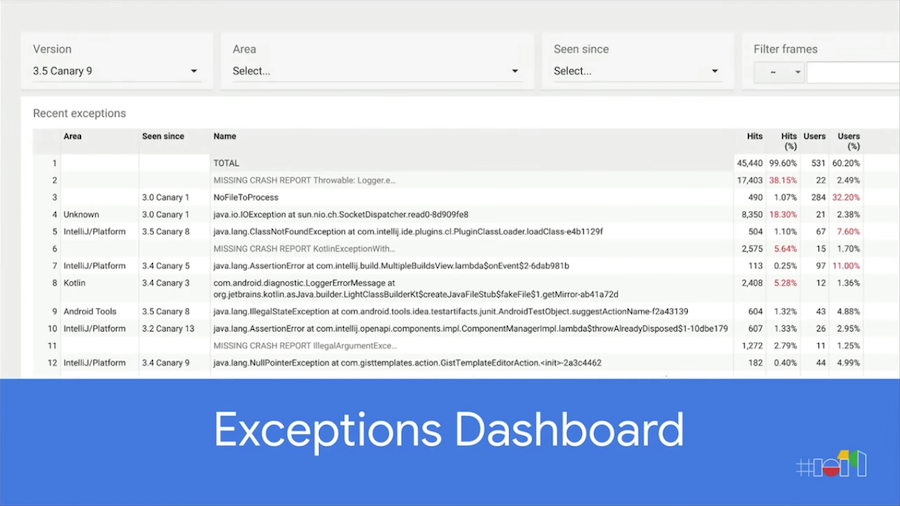 Version
Area
Seen since
Filter frames
3.5 Canary 9
Select...
Select...
~
Recent exceptions
Area Seen since Name Hits Hits (%) Users Users (%)
1 TOTAL 45,440 99.60% 531 60.20%
2 MISSING CRASH REPORT Throwable: Logger.e... 17,403 38.15% 22 2.49%
3 3.0 Canary 1 NoFileToProcess 490 1.07% 284 32.20%
4 Unknown 3.0 Canary 1 java.io.IOException at sun.nio.ch.SocketDispatcher.read0-8d909fe8 8,350 18.30% 21 2.38%
5 IntelliJ/Platform 3.5 Canary 8 java.lang.ClassNotFoundException at com.intellij.ide.plugins.cl.PluginClassLoader.loadClass-e4b1129f 504 1.10% 67 7.60%
6 MISSING CRASH REPORT KotlinExceptionWith... 2,575 5.64% 15 1.70%
7 IntelliJ/Platform 3.4 Canary 5 java.lang.AssertionError at com.intellij.build.MultipleBuildsView.lambda$onEvent$2-6dab981b 113 0.25% 97 11.00%
8 Kotlin 3.4 Canary 3 com.android.diagnostic.LoggerErrorMessage at 2,408 5.28% 12 1.36%
org.jetbrains.kotlin.asJava.builder.LightClassBuilderKt$createJavaFileStub$fakeFile$1.getMirror-ab41a72d
9 Android Tools 3.5 Canary 8 java.lang.IllegalStateException at com.android.tools.idea.testartifacts.junit.AndroidTestObject.suggestActionName-f2a43139 604 1.32% 43 4.88%
10 IntelliJ/Platform 3.2 Canary 13 java.lang.AssertionError at com.intellij.openapi.components.impl.ComponentManagerImpl.lambda$throwAlreadyDisposed$1-10dbe179 607 1.33% 26 2.95%
11 MISSING CRASH REPORT IllegalArgumentExce... 1,272 2.79% 11 1.25%
12 IntelliJ/Platform 3.4 Canary 9 java.lang.NullPointerException at com.gisttemplates.action.GistTemplateEditorAction.<init>-2a3c4462 182 0.40% 44 4.99%
Exceptions Dashboard
#io19